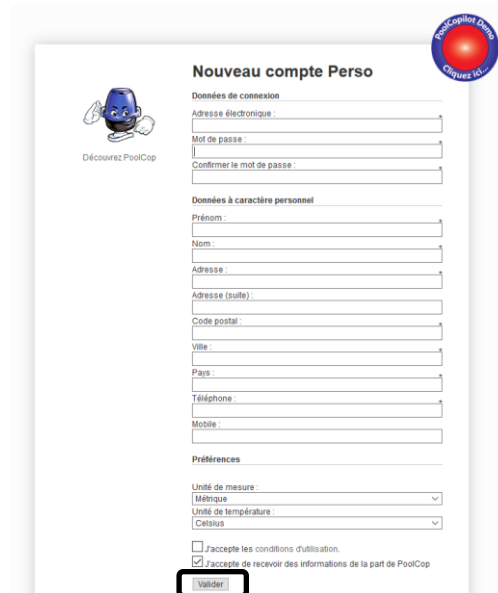 PoolCopilot Demo
Cliquez ici...
Nouveau compte Perso
Données de connexion
Adresse électronique : *
Mot de passe : *
Confirmer le mot de passe : *
Découvrez PoolCop
Données à caractère personnel
Prénom : *
Nom : *
Adresse : *
Adresse (suite) :
Code postal : *
Ville : *
Pays : *
Téléphone : *
Mobile :
Préférences
Unité de mesure :
Métrique
Unité de température :
Celsius
J'accepte les conditions d'utilisation.
J'accepte de recevoir des informations de la part de PoolCop
Valider